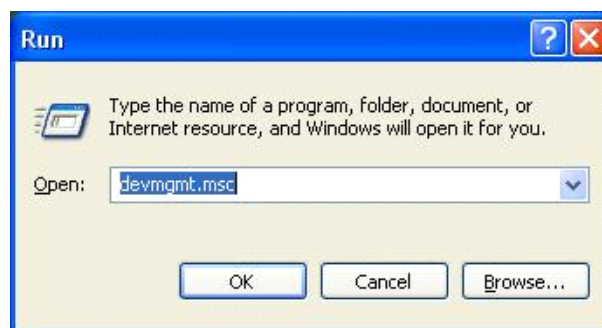 Run
Type the name of a program, folder, document, or
Internet resource, and Windows will open it for you.
Open:
devmgmt.msc
OK
Cancel
Browse...